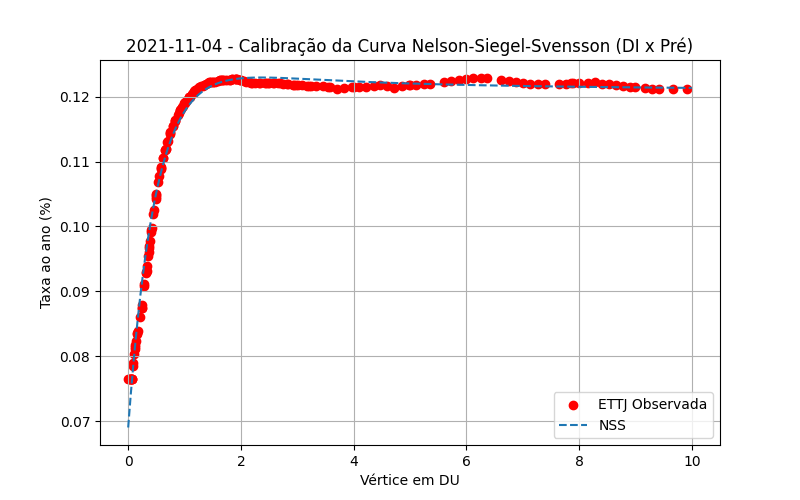 2021-11-04 - Calibração da Curva Nelson-Siegel-Svensson (DI x Pré)
Taxa ao ano (%)
0.12
0.11
0.10
0.09
0.08
0.07
0 2 4 6 8 10
Vértice em DU
ETTJ Observada
NSS